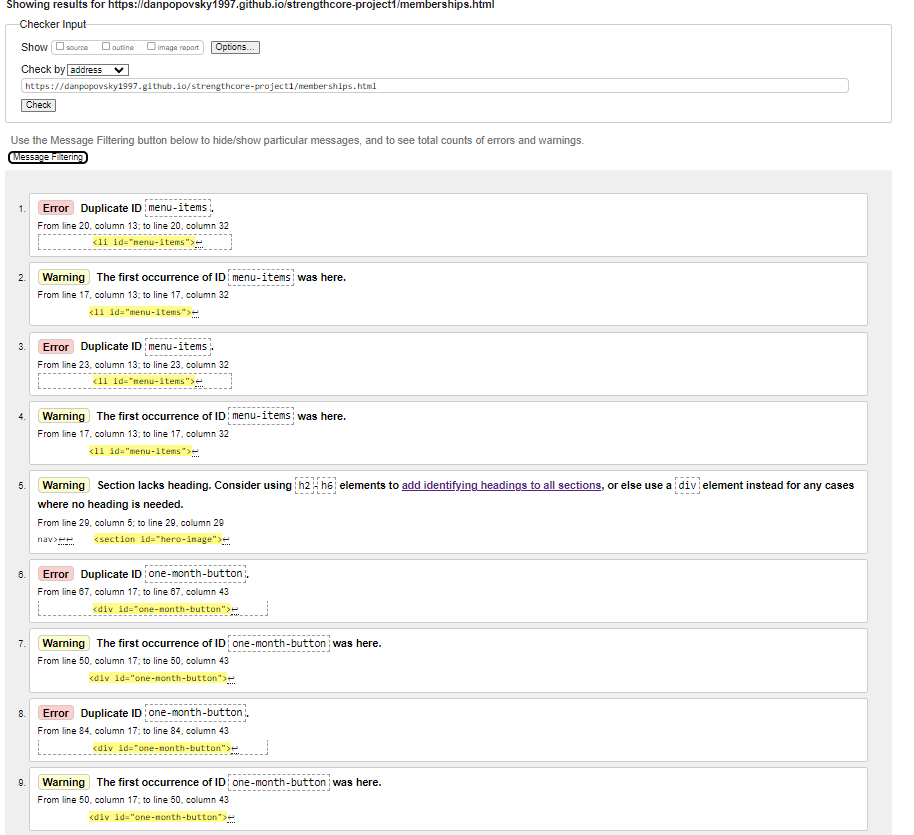 Showing results for https://danpopovsky1997.github.io/strengthcore-project1/memberships.html
Checker Input
Show source outline image report Options...
Check by address
https://danpopovsky1997.github.io/strengthcore-project1/memberships.html
Check
Use the Message Filtering button below to hide/show particular messages, and to see total counts of errors and warnings.
Message Filtering
1. Error Duplicate ID menu-items.
From line 20, column 13; to line 20, column 32
<li id="menu-items">↩
2. Warning The first occurrence of ID menu-items was here.
From line 17, column 13; to line 17, column 32
<li id="menu-items">↩
3. Error Duplicate ID menu-items.
From line 23, column 13; to line 23, column 32
<li id="menu-items">↩
4. Warning The first occurrence of ID menu-items was here.
From line 17, column 13; to line 17, column 32
<li id="menu-items">↩
5. Warning Section lacks heading. Consider using h2-h6 elements to add identifying headings to all sections, or else use a div element instead for any cases
where no heading is needed.
From line 29, column 5; to line 29, column 29
nav>↩↩ <section id="hero-image">↩
6. Error Duplicate ID one-month-button.
From line 67, column 17; to line 67, column 43
<div id="one-month-button">↩
7. Warning The first occurrence of ID one-month-button was here.
From line 50, column 17; to line 50, column 43
<div id="one-month-button">↩
8. Error Duplicate ID one-month-button.
From line 84, column 17; to line 84, column 43
<div id="one-month-button">↩
9. Warning The first occurrence of ID one-month-button was here.
From line 50, column 17; to line 50, column 43
<div id="one-month-button">↩